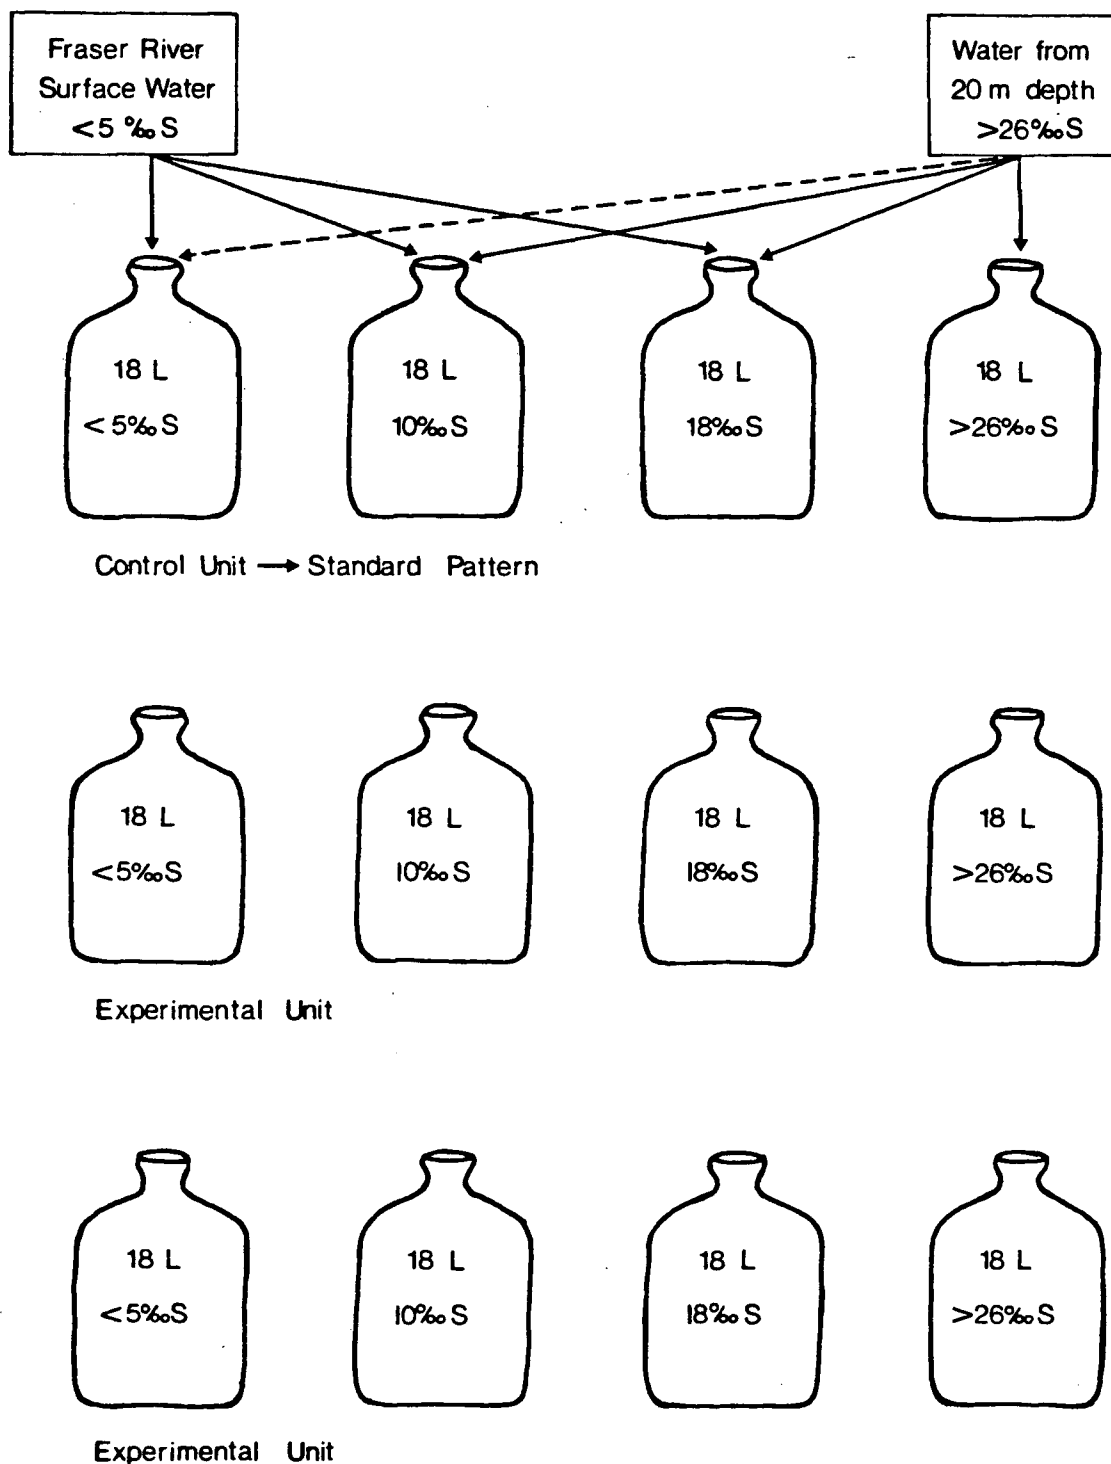 Fraser River
Surface Water
<5 ‰ S
Water from
20 m depth
>26‰ S
18 L
18 L
18 L
18 L
<5‰ S
10‰ S
18‰ S
>26‰ S
Control Unit → Standard Pattern
18 L
18 L
18 L
18 L
<5‰ S
10‰ S
18‰ S
>26‰ S
Experimental Unit
18 L
18 L
18 L
18 L
<5‰ S
10‰ S
18‰ S
>26‰ S
Experimental Unit